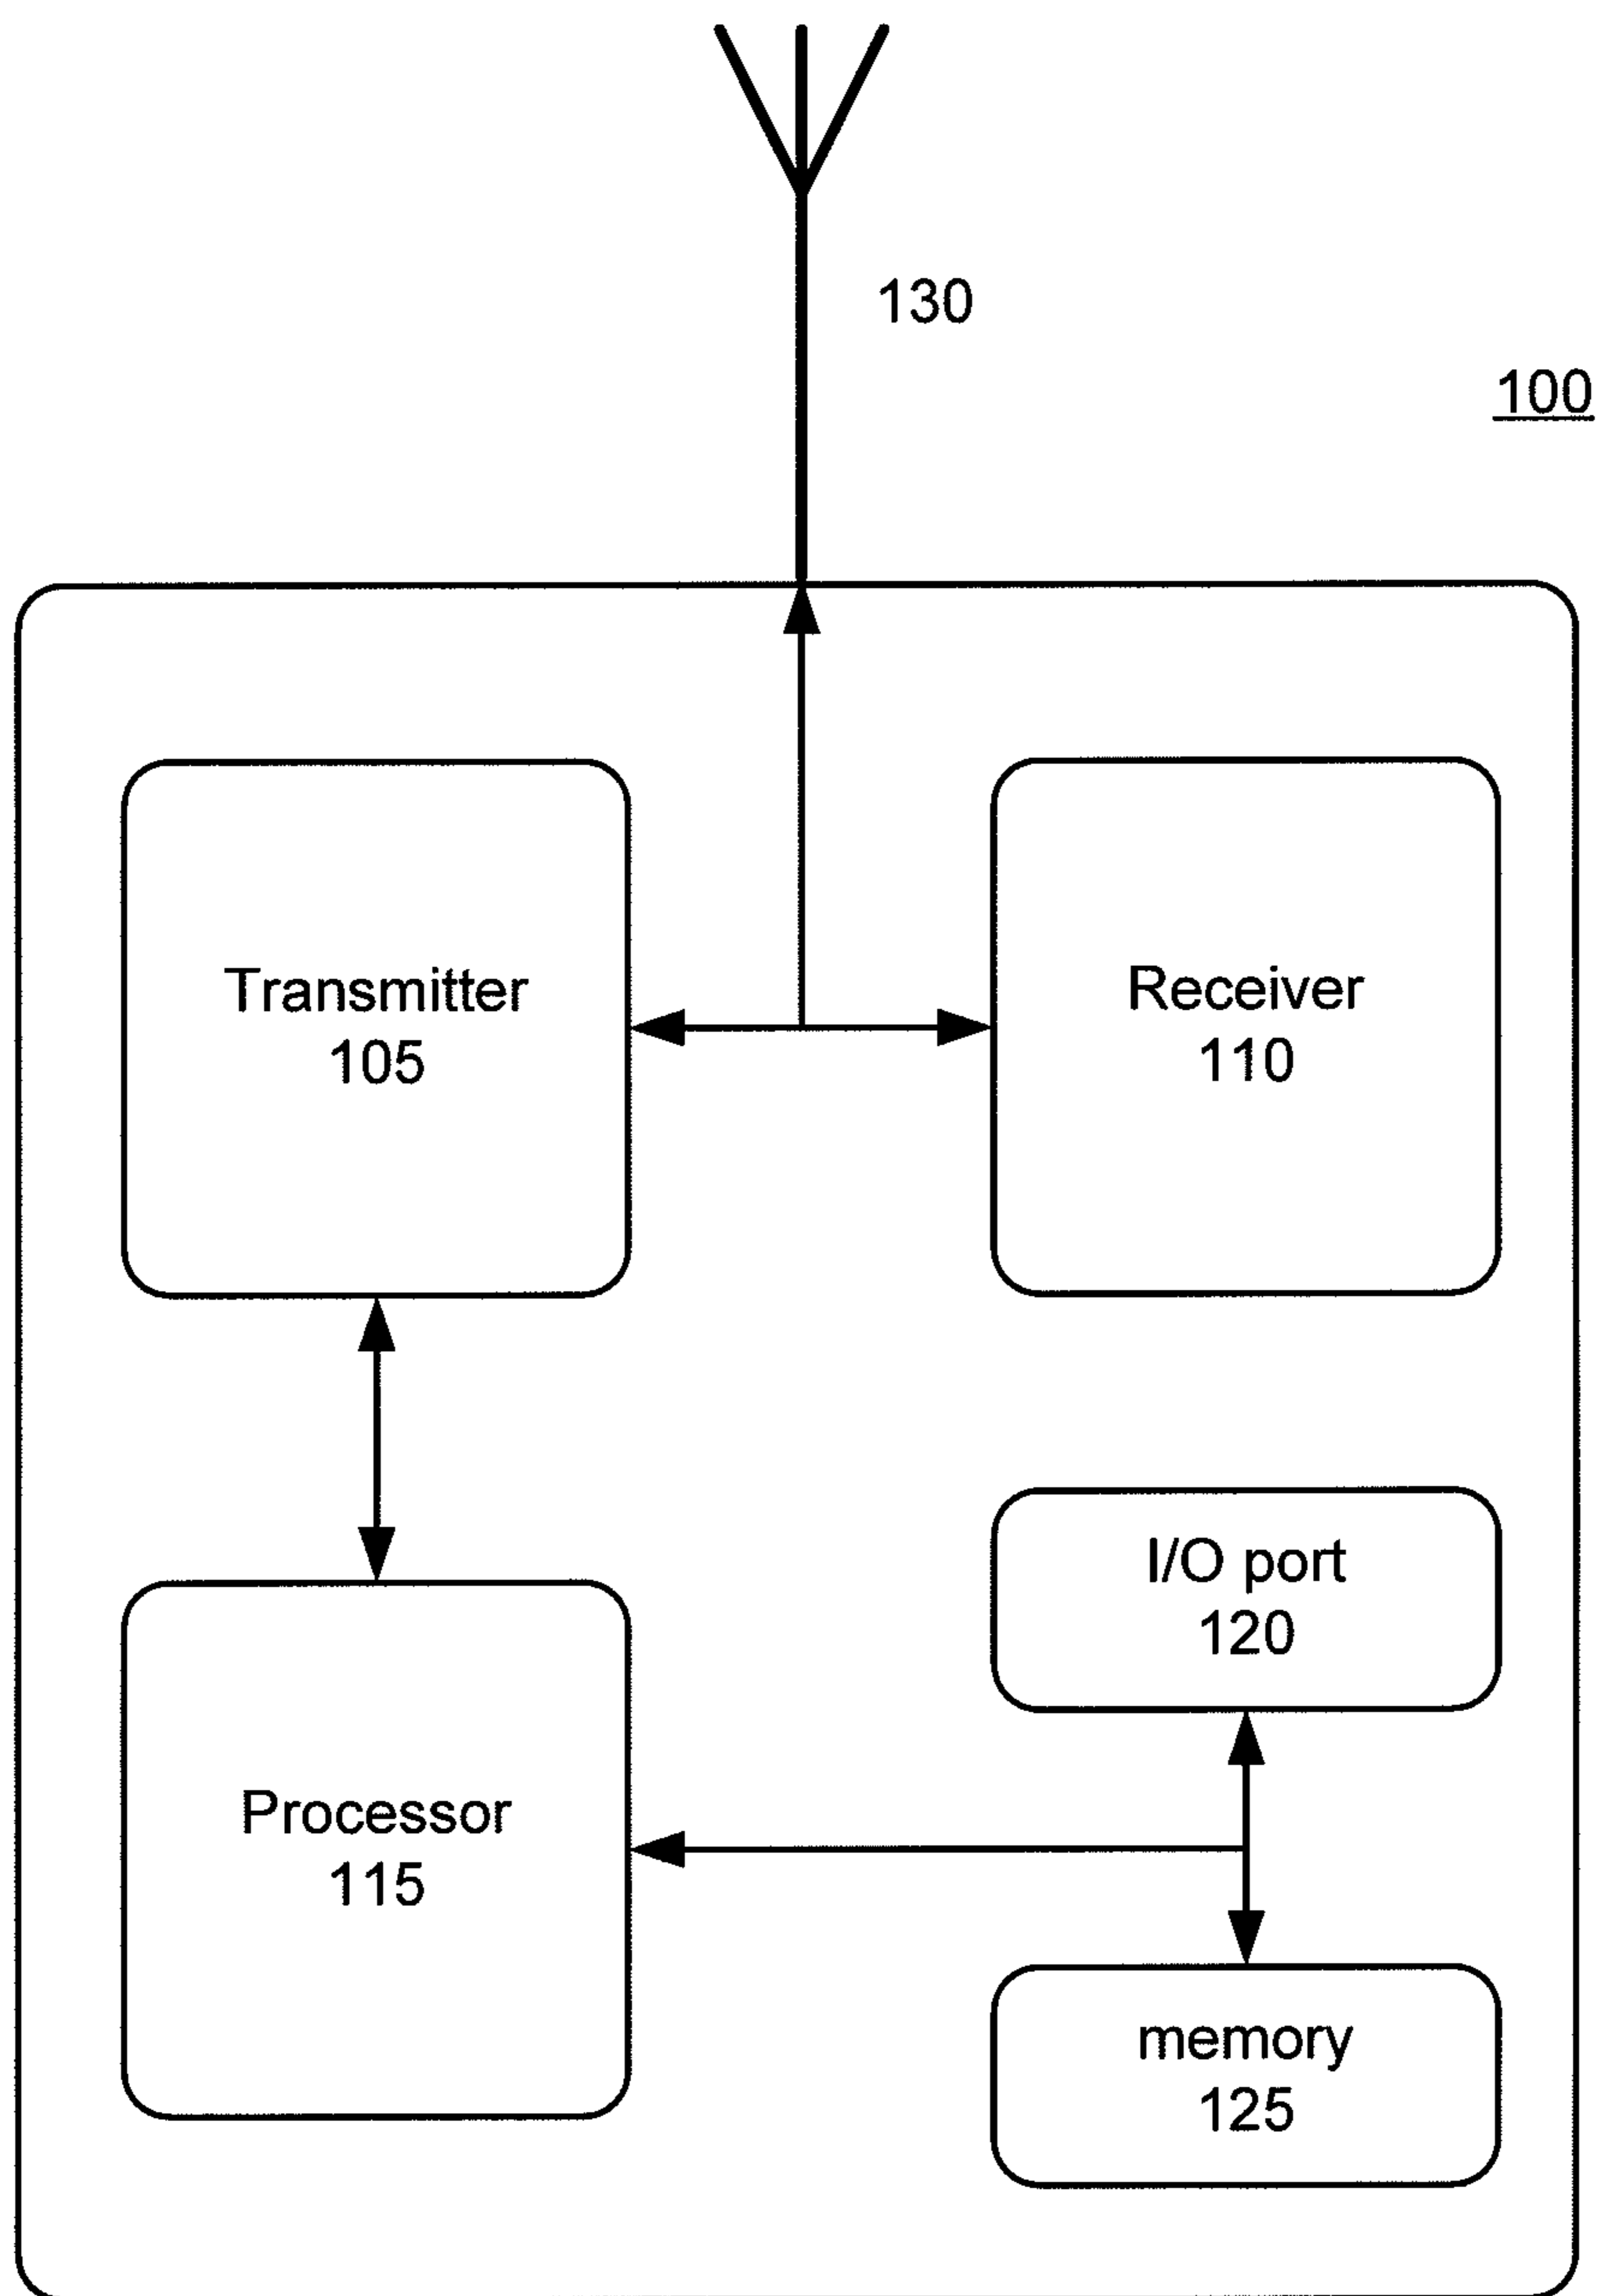 130
100
Transmitter
105
Receiver
110
I/O port
120
Processor
115
memory
125